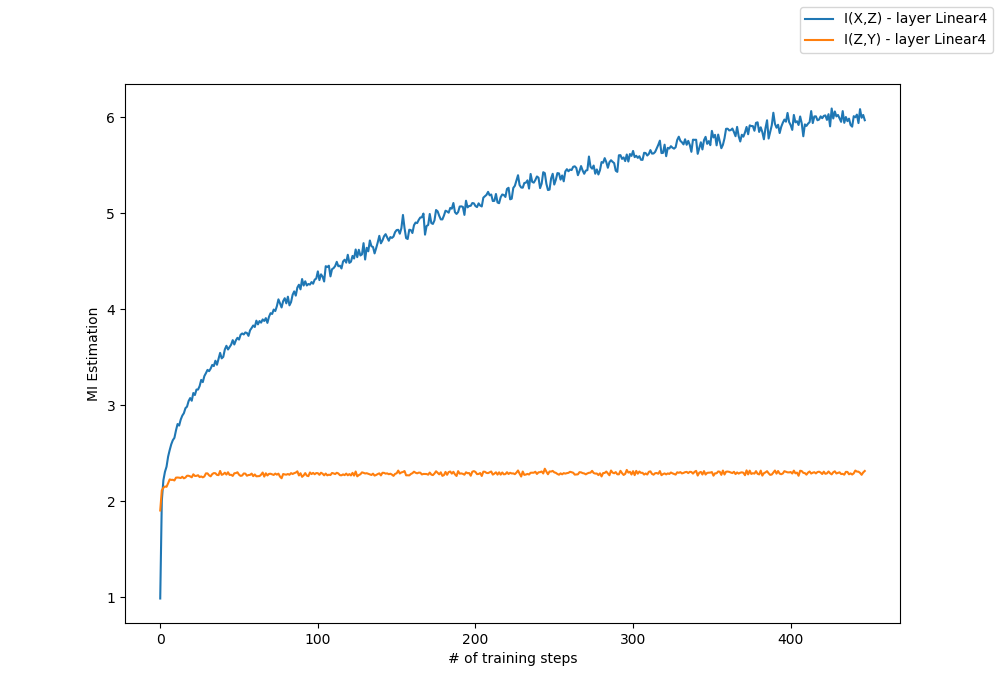 I(X,Z) - layer Linear4
I(Z,Y) - layer Linear4
6
5
4
3
2
1
MI Estimation
0 100 200 300 400
# of training steps